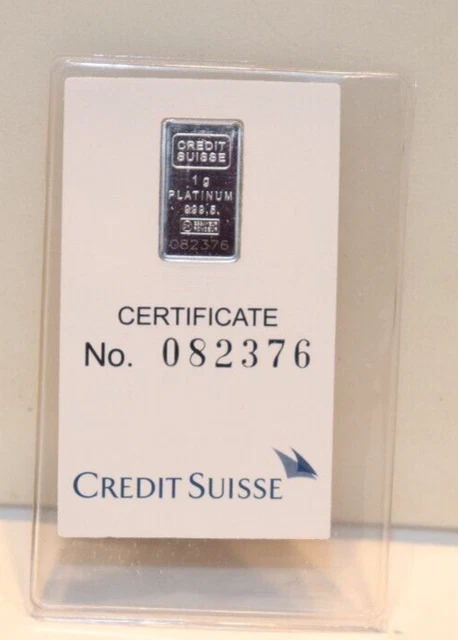 CREDIT
SUISSE
1 g
PLATINUM
999,5
082376
CERTIFICATE
No. 082376
CREDIT SUISSE